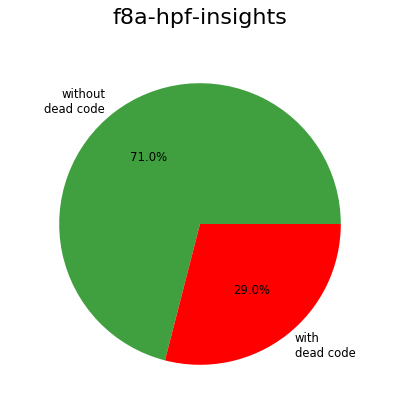 f8a-hpf-insights
without
dead code
71.0%
29.0%
with
dead code